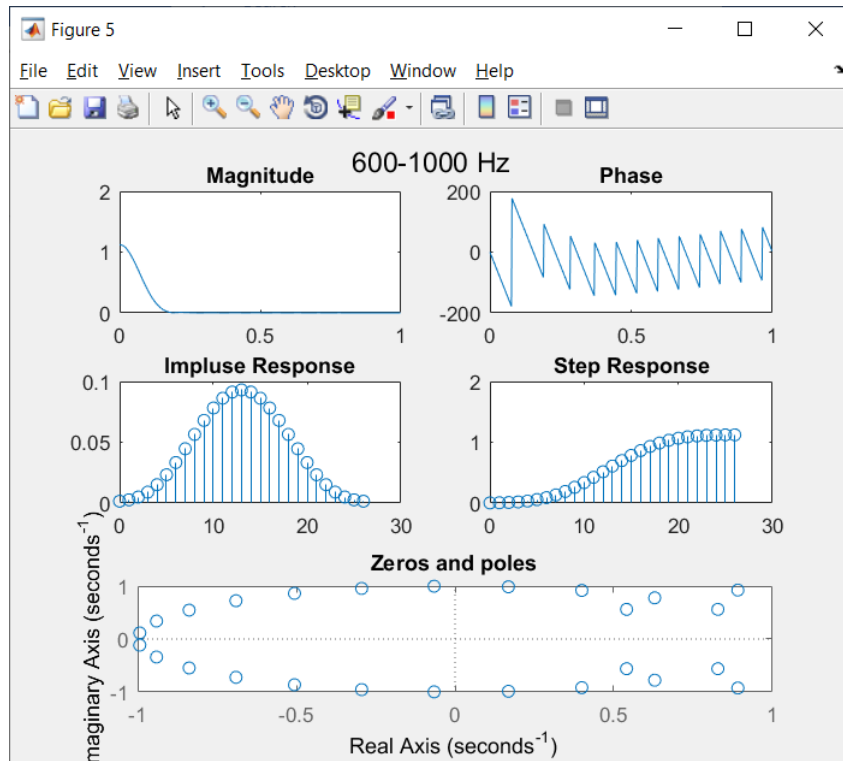 Figure 5
File Edit View Insert Tools Desktop Window Help
600-1000 Hz
Magnitude
Phase
2
1
0
0 0.5 1
200
0
-200
0 0.5 1
Impluse Response
Step Response
0.1
0.05
0
0 10 20 30
2
1
0
0 10 20 30
Zeros and poles
maginary Axis (seconds⁻¹)
1
0
-1
-1 -0.5 0 0.5 1
Real Axis (seconds⁻¹)